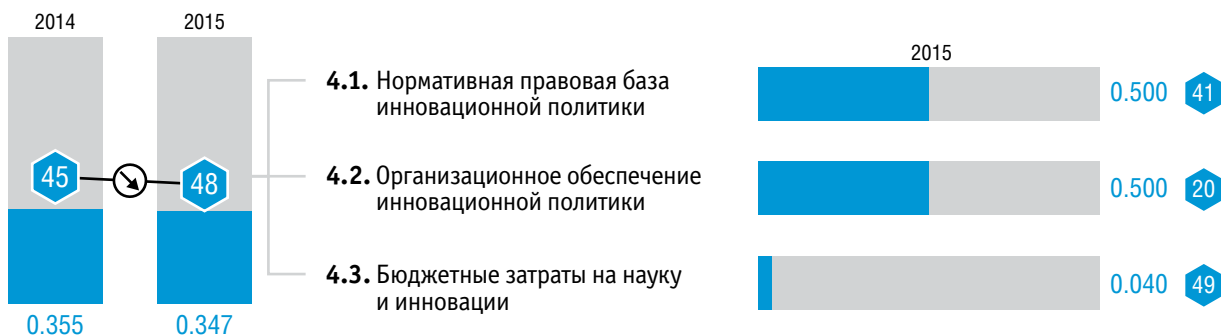 2014
2015
45
48
0.355
0.347
2015
4.1. Нормативная правовая база
инновационной политики
0.500
41
4.2. Организационное обеспечение
инновационной политики
0.500
20
4.3. Бюджетные затраты на науку
и инновации
0.040
49